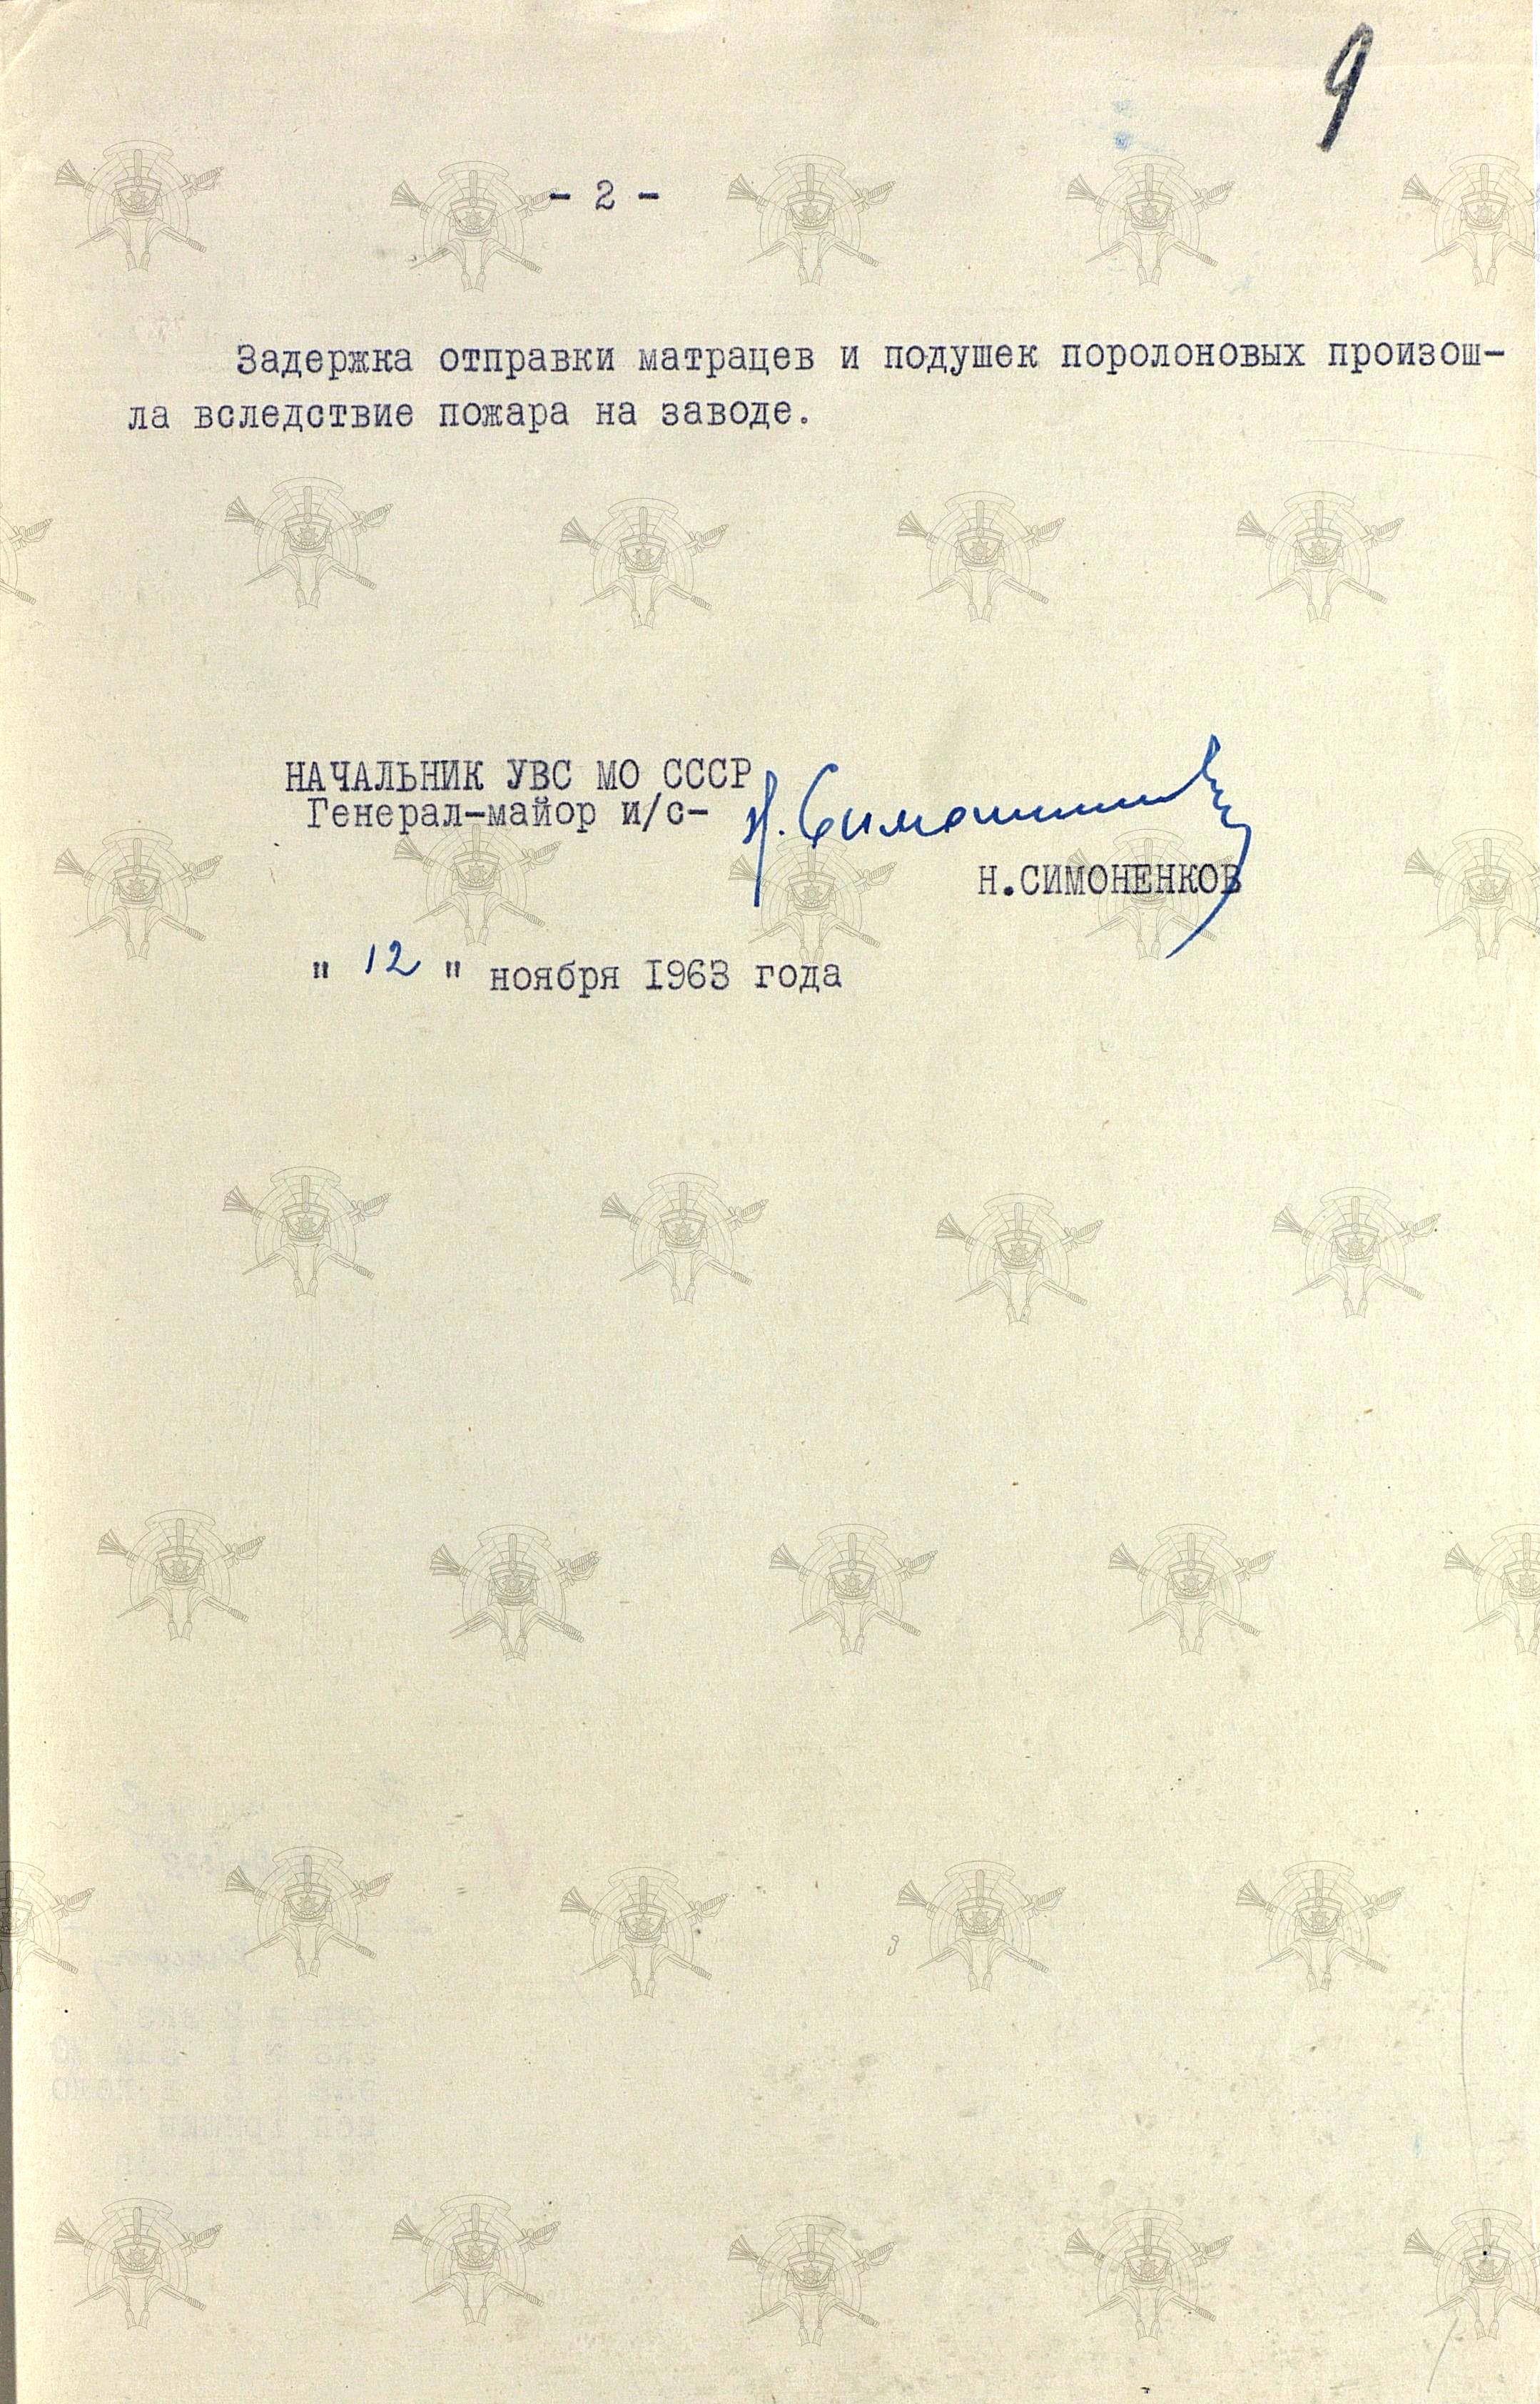 9
- 2 -
Задержка отправки матрацев и подушек поролоновых произош-
ла вследствие пожара на заводе.
НАЧАЛЬНИК УВС МО СССР
Генерал-майор и/с-
Н. Симоненков
Н.СИМОНЕНКОВ
" 12 " ноября 1963 года